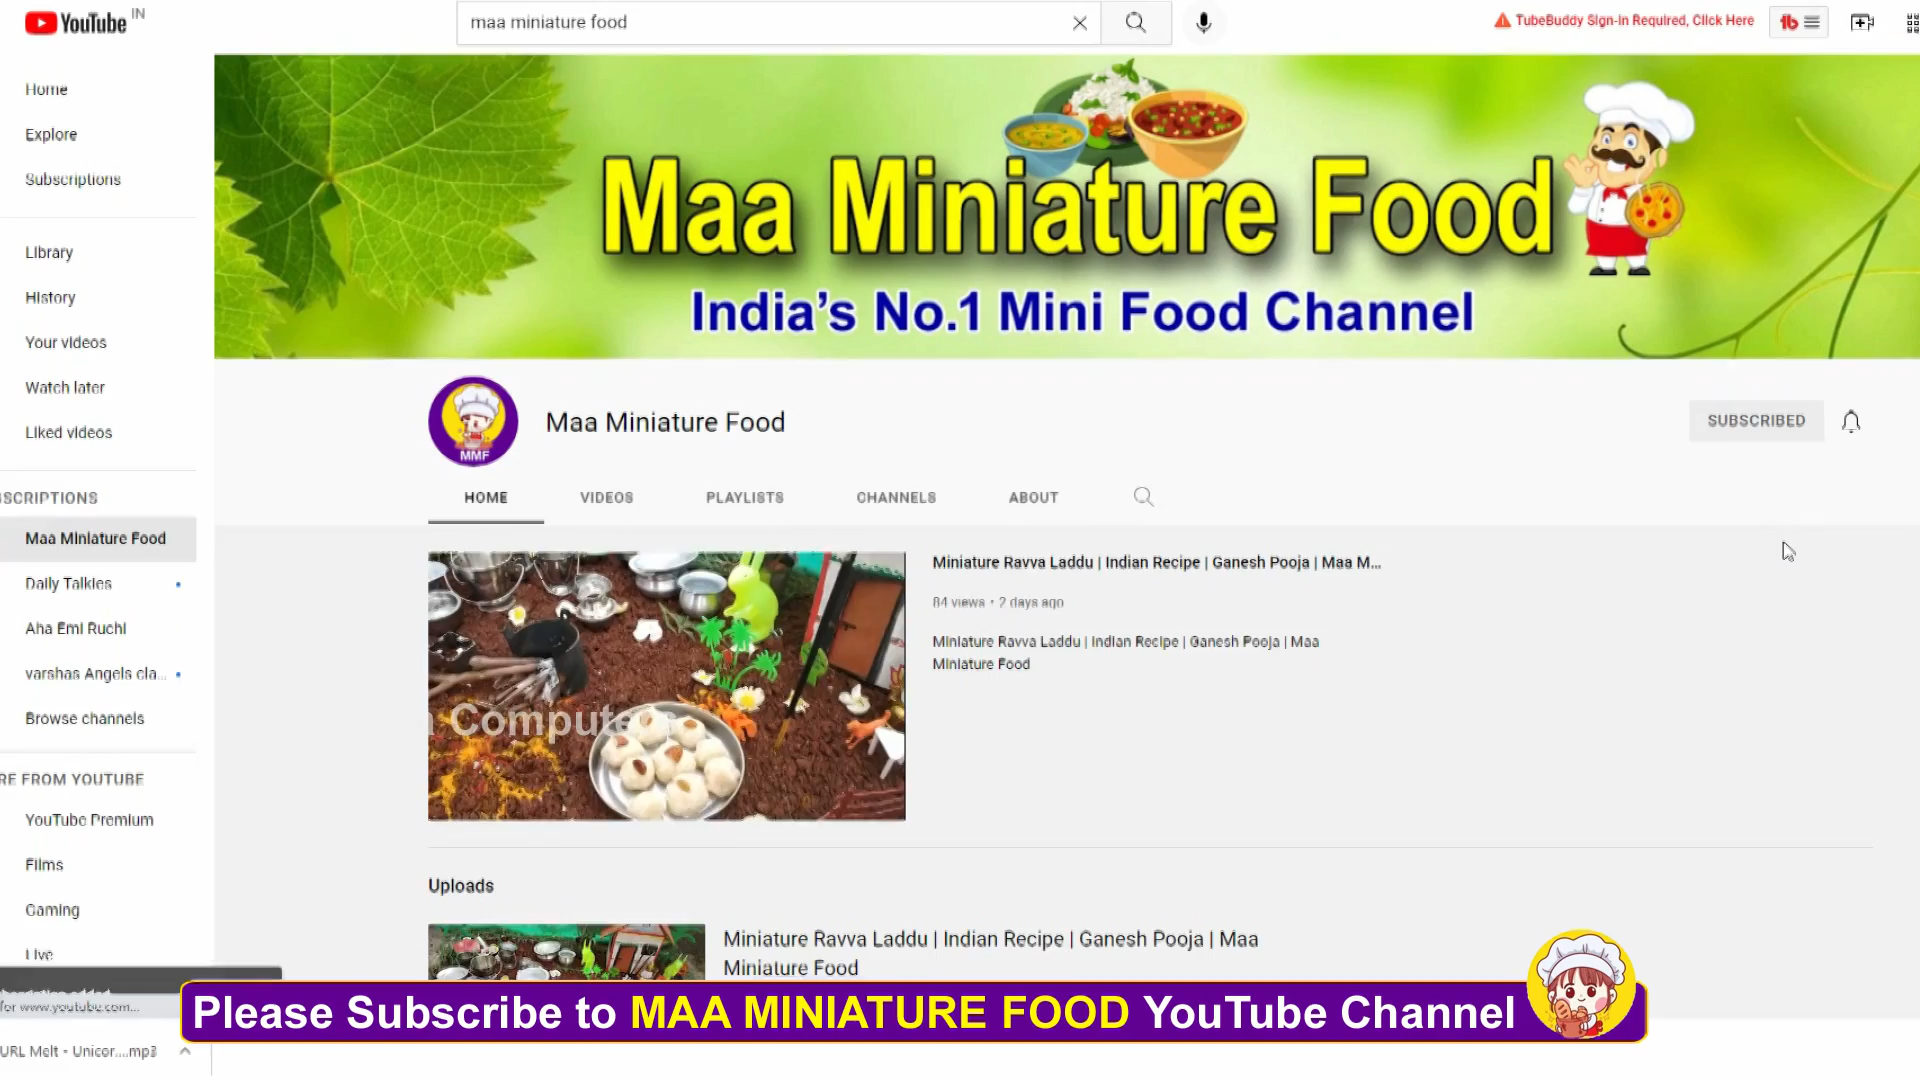 YouTube IN
maa miniature food
TubeBuddy Sign-in Required, Click Here
Home
Explore
Subscriptions
Library
History
Your videos
Watch later
Liked videos
SCRIPTIONS
Maa Miniature Food
Daily Talkies
Aha Emi Ruchi
varshas Angels cla...
Browse channels
RE FROM YOUTUBE
YouTube Premium
Films
Gaming
Live
for www.youtube.com...
URL Melt - Unicor....mp3
Maa Miniature Food
India's No.1 Mini Food Channel
MMF
Maa Miniature Food
SUBSCRIBED
HOME VIDEOS PLAYLISTS CHANNELS ABOUT
Miniature Ravva Laddu | Indian Recipe | Ganesh Pooja | Maa M...
84 views • 2 days ago
Miniature Ravva Laddu | Indian Recipe | Ganesh Pooja | Maa
Miniature Food
Uploads
Miniature Ravva Laddu | Indian Recipe | Ganesh Pooja | Maa
Miniature Food
Please Subscribe to MAA MINIATURE FOOD YouTube Channel